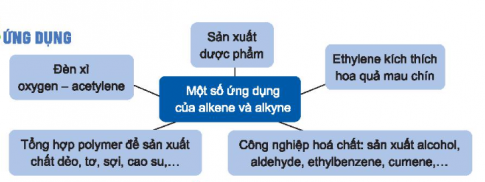 ỨNG DỤNG
Sản xuất
dược phẩm
Đèn xì
oxygen – acetylene
Ethylene kích thích
hoa quả mau chín
Một số ứng dụng
của alkene và alkyne
Tổng hợp polymer để sản xuất
chất dẻo, tơ, sợi, cao su,...
Công nghiệp hoá chất: sản xuất alcohol,
aldehyde, ethylbenzene, cumene,...